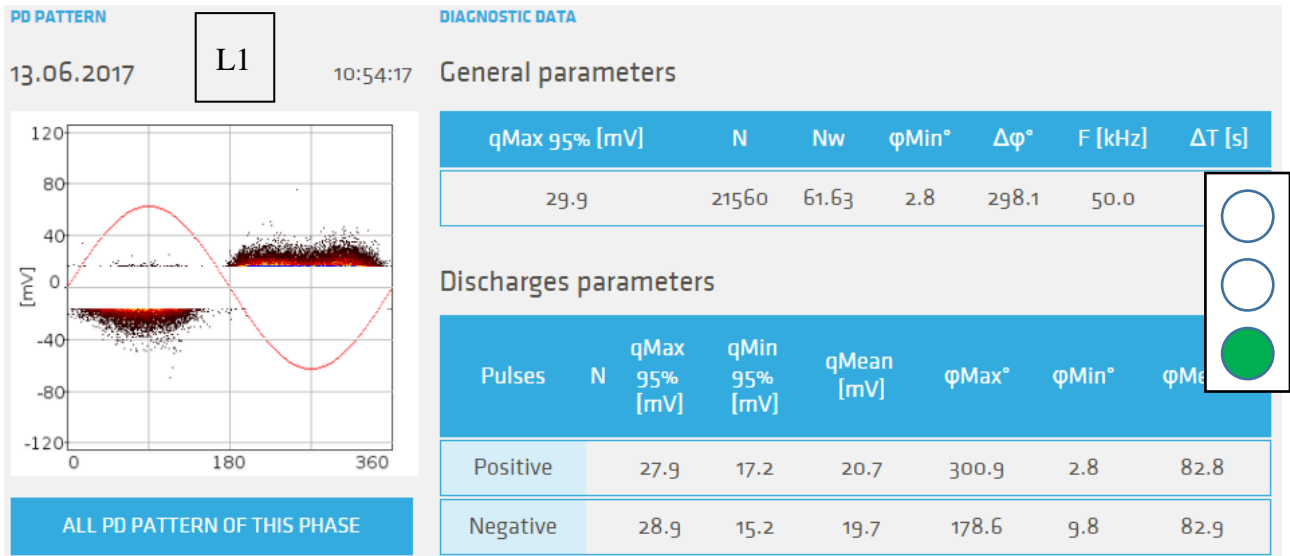 PD PATTERN
13.06.2017 L1 10:54:17
120
80
40
0
-40
-80
-120
[mV]
0 180 360
ALL PD PATTERN OF THIS PHASE
DIAGNOSTIC DATA
General parameters
qMax 95% [mV] N Nw φMin° Δφ° F [kHz] ΔT [s]
29.9 21560 61.63 2.8 298.1 50.0
Discharges parameters
Pulses N qMax 95% [mV] qMin 95% [mV] qMean [mV] φMax° φMin°
Positive 27.9 17.2 20.7 300.9 2.8 82.8
Negative 28.9 15.2 19.7 178.6 9.8 82.9